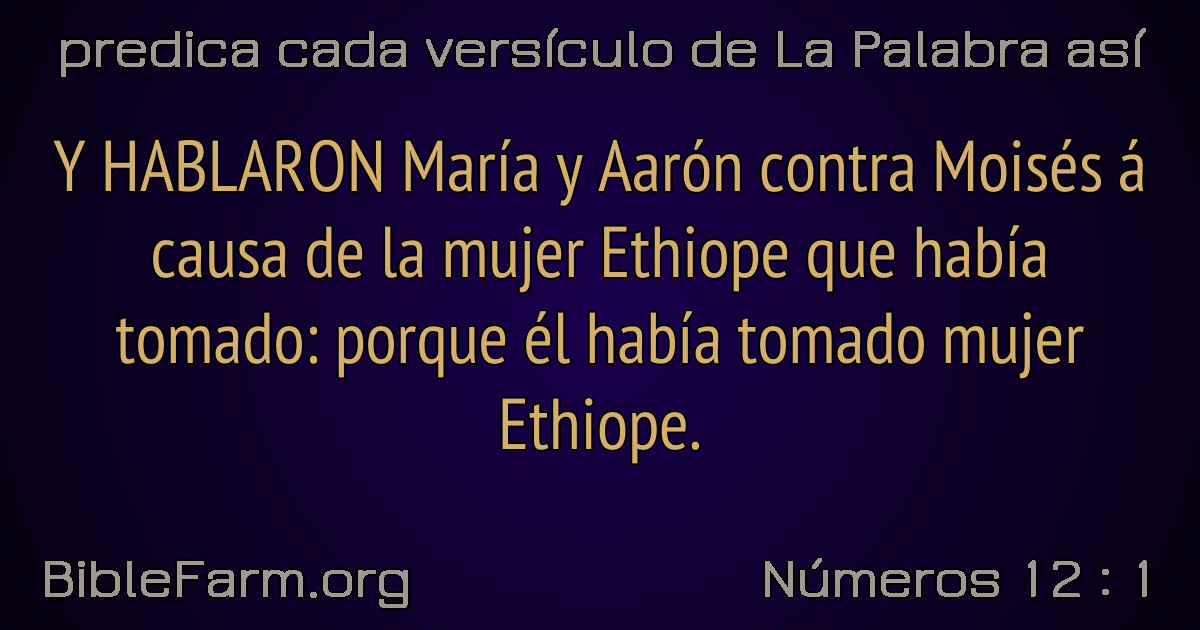 predica cada versículo de La Palabra así
Y HABLARON María y Aarón contra Moisés á
causa de la mujer Ethiope que había
tomado: porque él había tomado mujer
Ethiope.
BibleFarm.org
Números 12 : 1